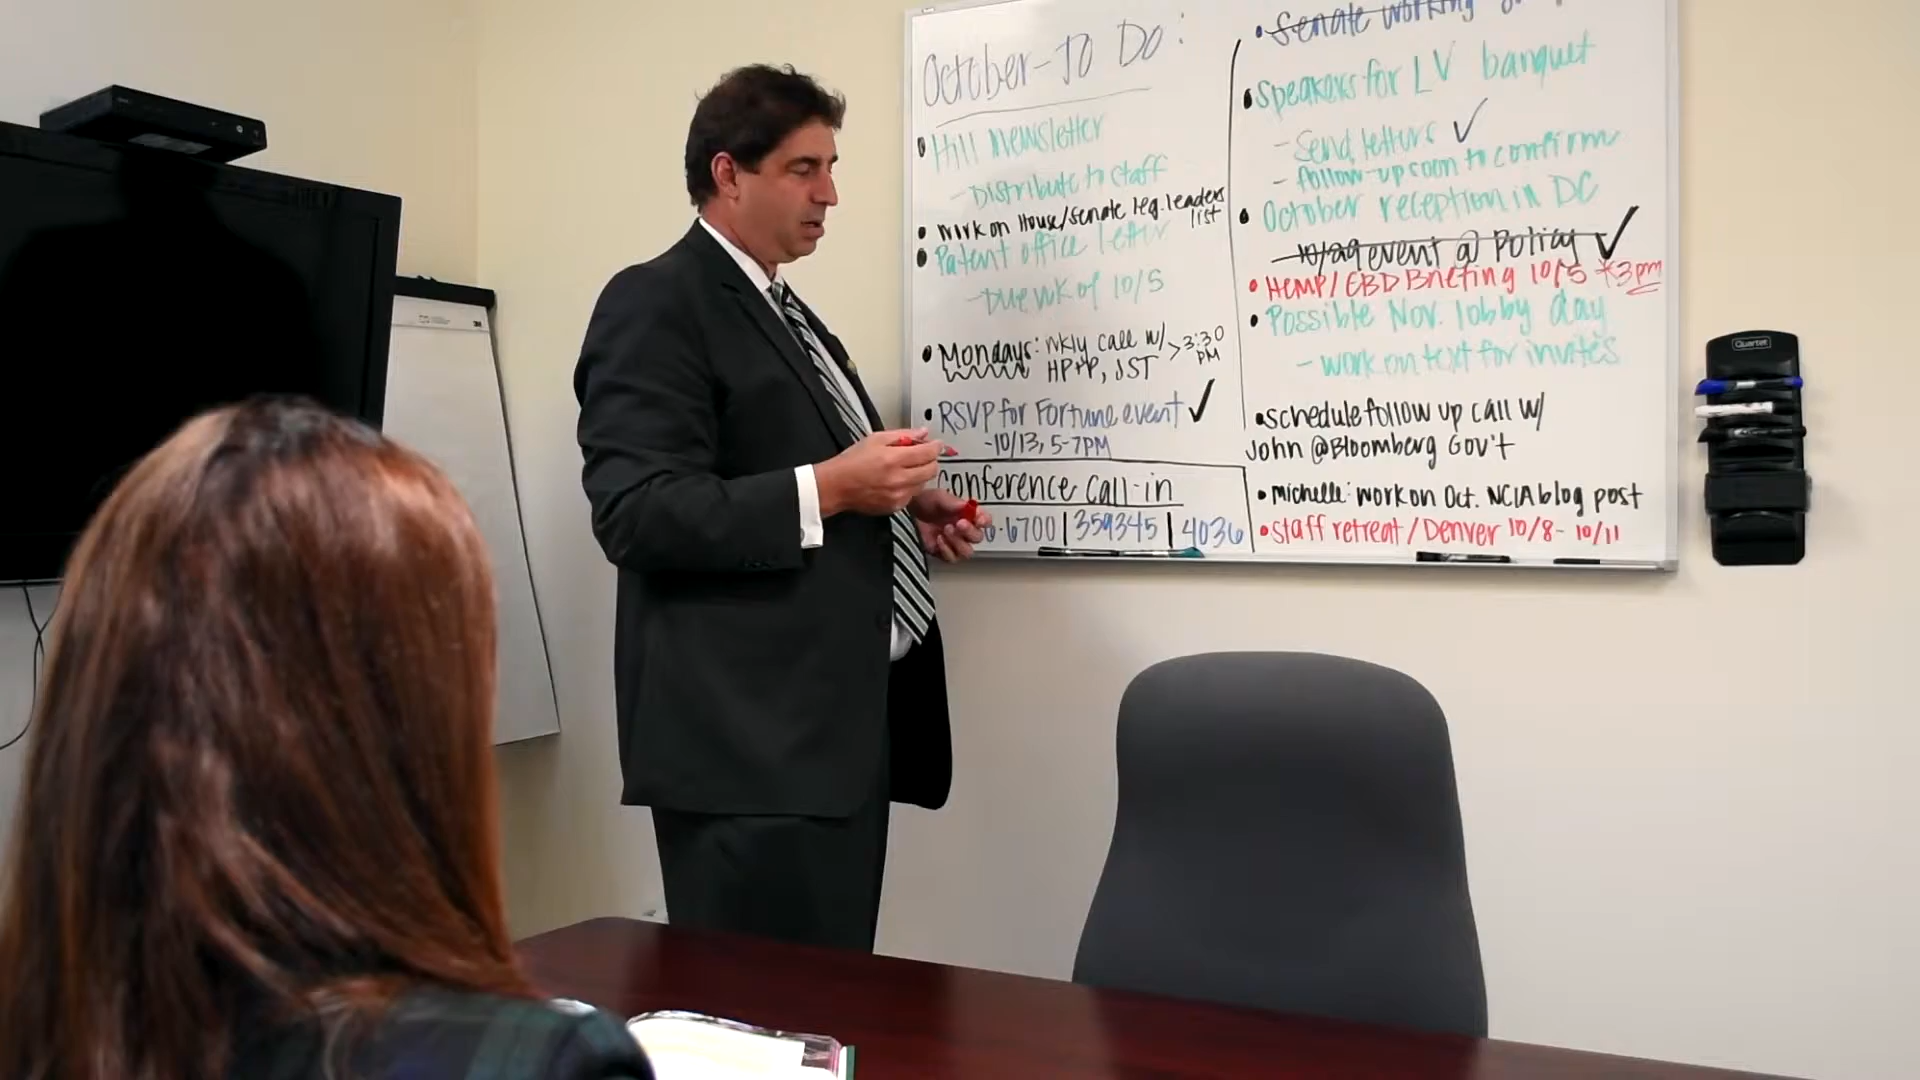 October-To Do:
• Hill Newsletter
- Distribute to staff
• Work on House/Senate leg. leaders
list
• Patent office letter
- Due wk of 10/5
• Mondays: wkly call w/ > 3:30
HP+P, JST PM
• RSVP for Fortune event ✓
-10/13, 5-7PM
Conference Call-in
6700 | 359345 | 4036
• Senate working
• Speakers for LV banquet
- Send letters ✓
- follow-up soon to confirm
• October reception in DC
- w/ag event @ Policy ✓
• Hemp/CBD Briefing 10/5 *3pm
• Possible Nov. lobby day
- work on text for invites
• schedule follow up call w/
John @Bloomberg Gov't
• Michelle: work on Oct. NCIA blog post
• Staff retreat/Denver 10/8- 10/11
Quartet
3M